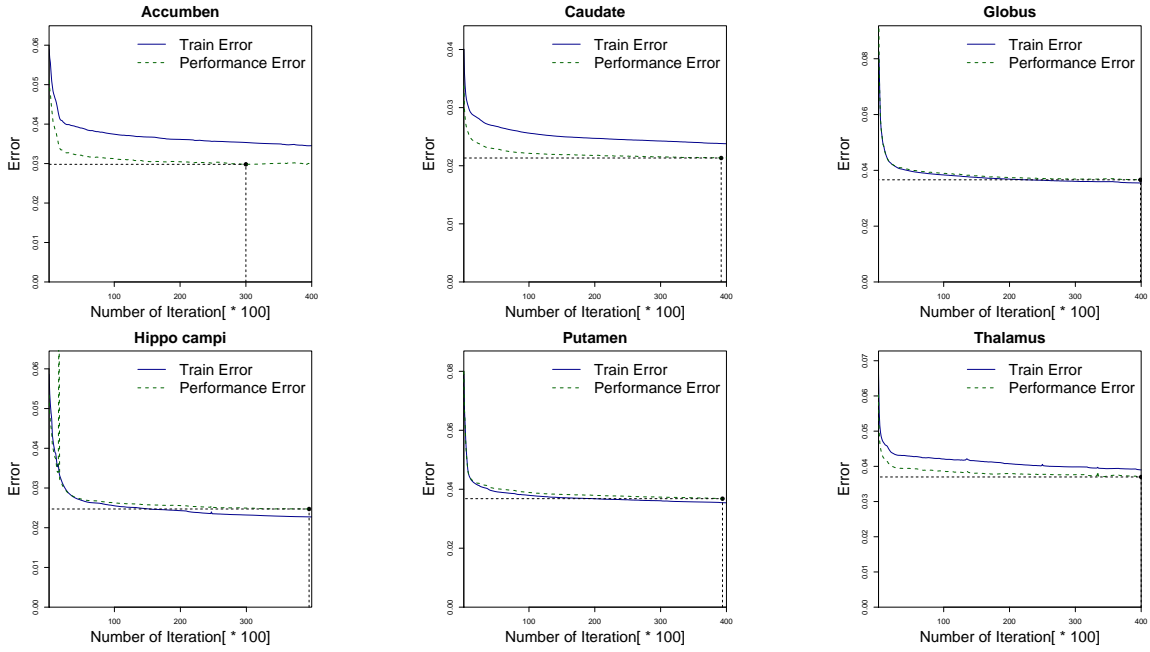 Accumben
Train Error
Performance Error
Error
0.00 0.01 0.02 0.03 0.04 0.05 0.06
100 200 300 400
Number of Iteration[ * 100]
Caudate
Train Error
Performance Error
Error
0.00 0.01 0.02 0.03 0.04
100 200 300 400
Number of Iteration[ * 100]
Globus
Train Error
Performance Error
Error
0.00 0.02 0.04 0.06 0.08
100 200 300 400
Number of Iteration[ * 100]
Hippo campi
Train Error
Performance Error
Error
0.00 0.01 0.02 0.03 0.04 0.05 0.06
100 200 300 400
Number of Iteration[ * 100]
Putamen
Train Error
Performance Error
Error
0.00 0.02 0.04 0.06 0.08
100 200 300 400
Number of Iteration[ * 100]
Thalamus
Train Error
Performance Error
Error
0.00 0.01 0.02 0.03 0.04 0.05 0.06 0.07
100 200 300 400
Number of Iteration[ * 100]